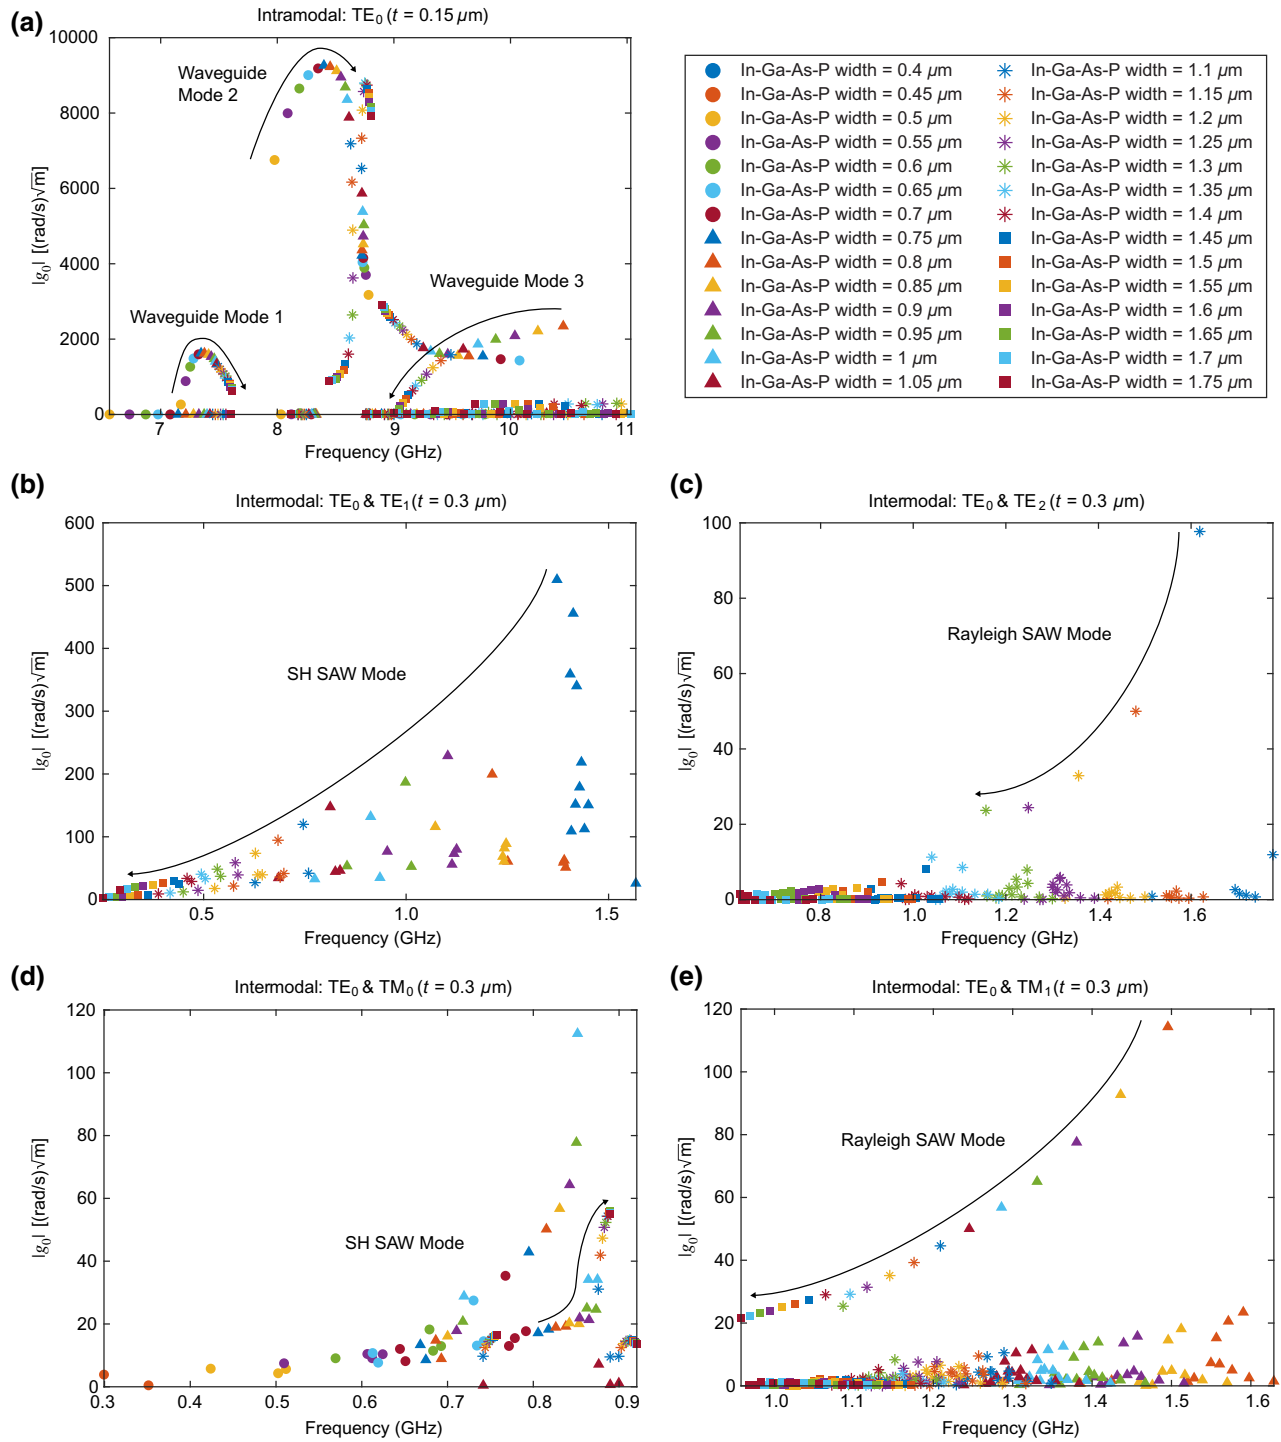 (a)
Intramodal: TE0 (t = 0.15 µm)
10000
8000
6000
4000
2000
0
|g0| [(rad/s)√m]
Waveguide
Mode 2
Waveguide Mode 1
Waveguide Mode 3
7
8
9
10
11
Frequency (GHz)
In-Ga-As-P width = 0.4 µm
In-Ga-As-P width = 0.45 µm
In-Ga-As-P width = 0.5 µm
In-Ga-As-P width = 0.55 µm
In-Ga-As-P width = 0.6 µm
In-Ga-As-P width = 0.65 µm
In-Ga-As-P width = 0.7 µm
In-Ga-As-P width = 0.75 µm
In-Ga-As-P width = 0.8 µm
In-Ga-As-P width = 0.85 µm
In-Ga-As-P width = 0.9 µm
In-Ga-As-P width = 0.95 µm
In-Ga-As-P width = 1 µm
In-Ga-As-P width = 1.05 µm
In-Ga-As-P width = 1.1 µm
In-Ga-As-P width = 1.15 µm
In-Ga-As-P width = 1.2 µm
In-Ga-As-P width = 1.25 µm
In-Ga-As-P width = 1.3 µm
In-Ga-As-P width = 1.35 µm
In-Ga-As-P width = 1.4 µm
In-Ga-As-P width = 1.45 µm
In-Ga-As-P width = 1.5 µm
In-Ga-As-P width = 1.55 µm
In-Ga-As-P width = 1.6 µm
In-Ga-As-P width = 1.65 µm
In-Ga-As-P width = 1.7 µm
In-Ga-As-P width = 1.75 µm
(b)
Intermodal: TE0 & TE1 (t = 0.3 µm)
600
500
400
300
200
100
0
|g0| [(rad/s)√m]
SH SAW Mode
0.5
1.0
1.5
Frequency (GHz)
(c)
Intermodal: TE0 & TE2 (t = 0.3 µm)
100
80
60
40
20
0
|g0| [(rad/s)√m]
Rayleigh SAW Mode
0.8
1.0
1.2
1.4
1.6
Frequency (GHz)
(d)
Intermodal: TE0 & TM0 (t = 0.3 µm)
120
100
80
60
40
20
0
|g0| [(rad/s)√m]
SH SAW Mode
0.3
0.4
0.5
0.6
0.7
0.8
0.9
Frequency (GHz)
(e)
Intermodal: TE0 & TM1 (t = 0.3 µm)
120
100
80
60
40
20
0
|g0| [(rad/s)√m]
Rayleigh SAW Mode
1.0
1.1
1.2
1.3
1.4
1.5
1.6
Frequency (GHz)